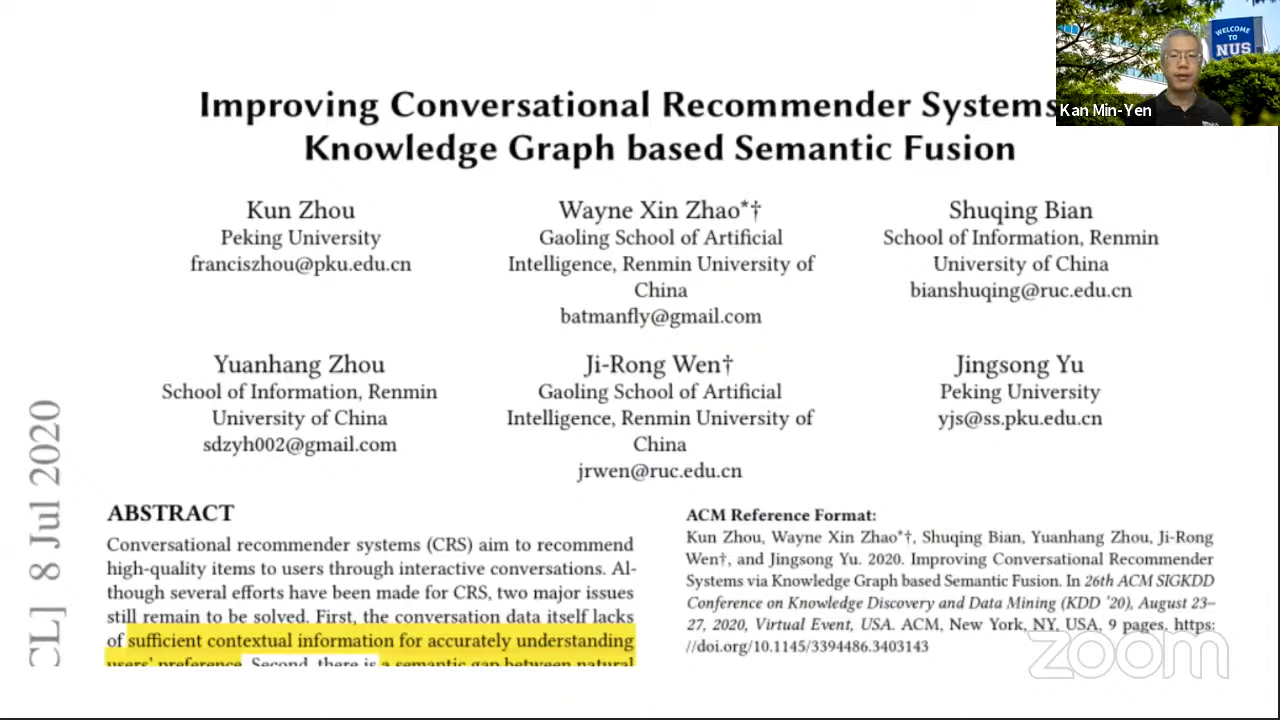 WELCOME
TO
NUS
Kan Min-Yen
Improving Conversational Recommender Systems
Knowledge Graph based Semantic Fusion
Kun Zhou
Peking University
franciszhou@pku.edu.cn
Wayne Xin Zhao*†
Gaoling School of Artificial
Intelligence, Renmin University of
China
batmanfly@gmail.com
Shuqing Bian
School of Information, Renmin
University of China
bianshuqing@ruc.edu.cn
Yuanhang Zhou
School of Information, Renmin
University of China
sdzyh002@gmail.com
Ji-Rong Wen†
Gaoling School of Artificial
Intelligence, Renmin University of
China
jrwen@ruc.edu.cn
Jingsong Yu
Peking University
yjs@ss.pku.edu.cn
CL] 8 Jul 2020
ABSTRACT
Conversational recommender systems (CRS) aim to recommend
high-quality items to users through interactive conversations. Al-
though several efforts have been made for CRS, two major issues
still remain to be solved. First, the conversation data itself lacks
of sufficient contextual information for accurately understanding
users' preference. Second, there is a semantic gap between natural
ACM Reference Format:
Kun Zhou, Wayne Xin Zhao*†, Shuqing Bian, Yuanhang Zhou, Ji-Rong
Wen†, and Jingsong Yu. 2020. Improving Conversational Recommender
Systems via Knowledge Graph based Semantic Fusion. In 26th ACM SIGKDD
Conference on Knowledge Discovery and Data Mining (KDD '20), August 23–
27, 2020, Virtual Event, USA. ACM, New York, NY, USA, 9 pages. https:
//doi.org/10.1145/3394486.3403143
zoom